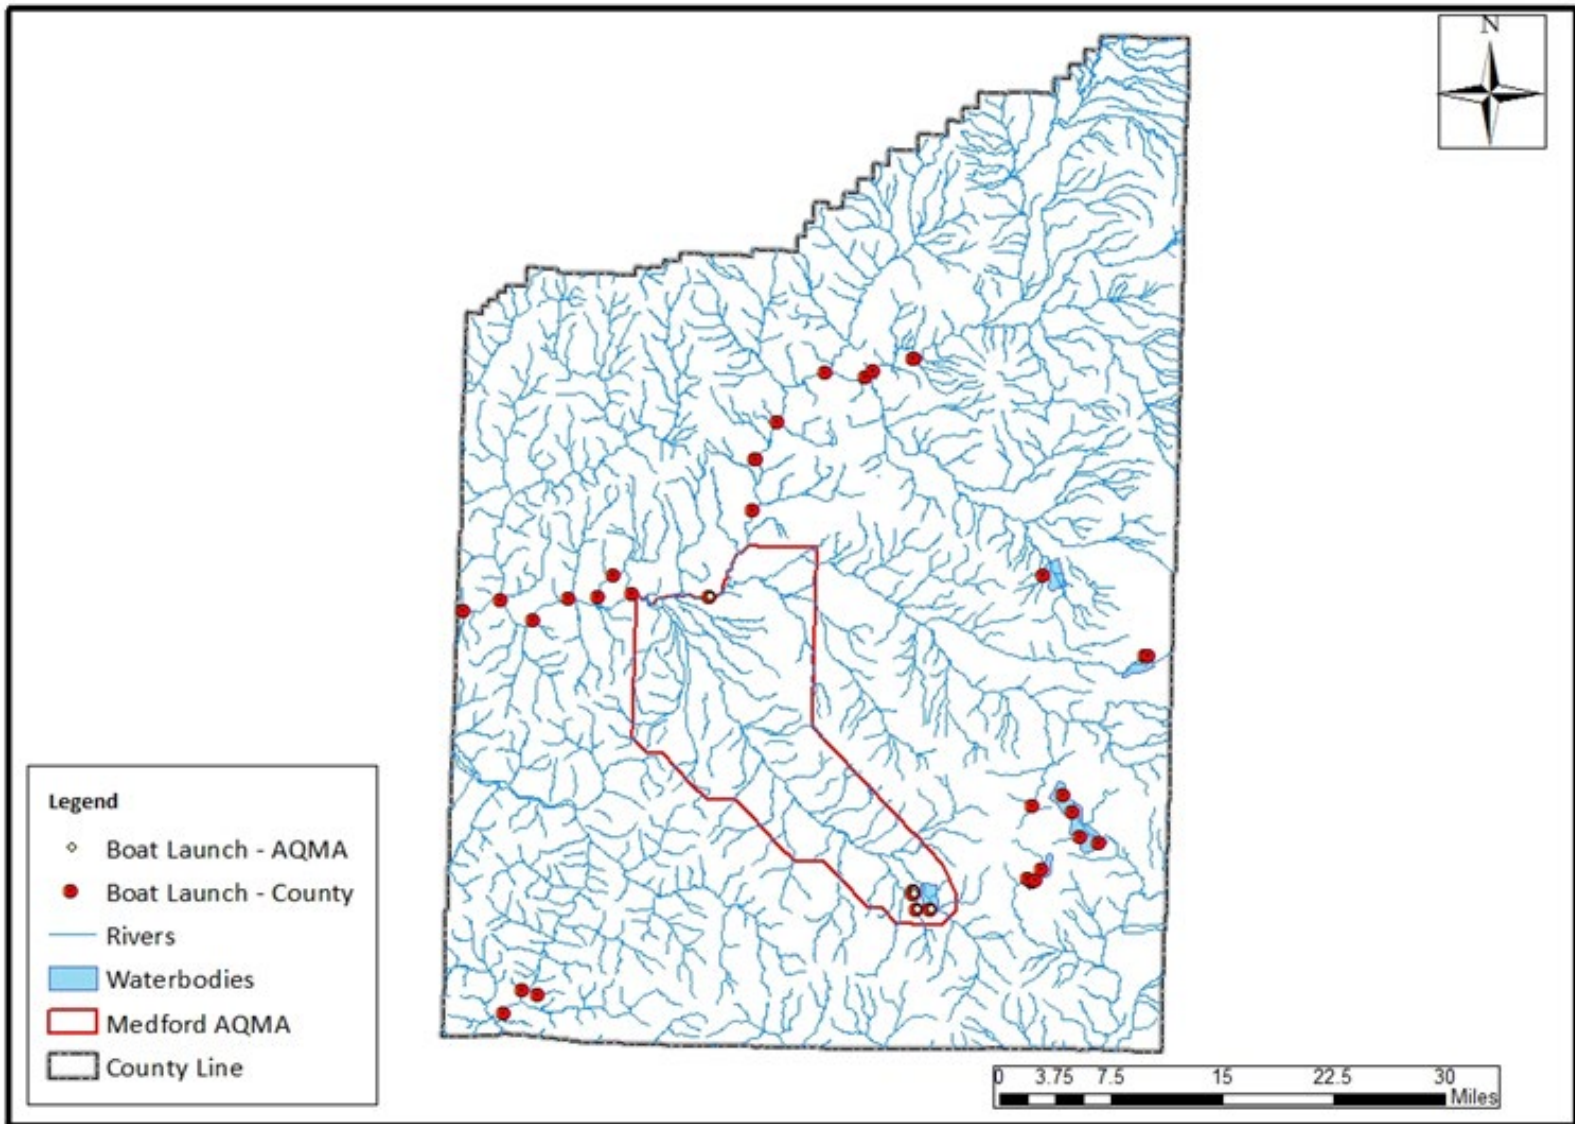 N
Legend
Boat Launch - AQMA
Boat Launch - County
Rivers
Waterbodies
Medford AQMA
County Line
0 3.75 7.5 15 22.5 30
Miles